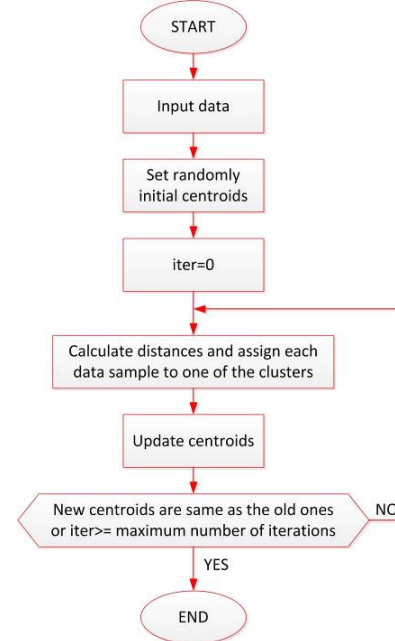 START
Input data
Set randomly
initial centroids
iter=0
Calculate distances and assign each
data sample to one of the clusters
Update centroids
New centroids are same as the old ones
or iter>= maximum number of iterations
NO
YES
END